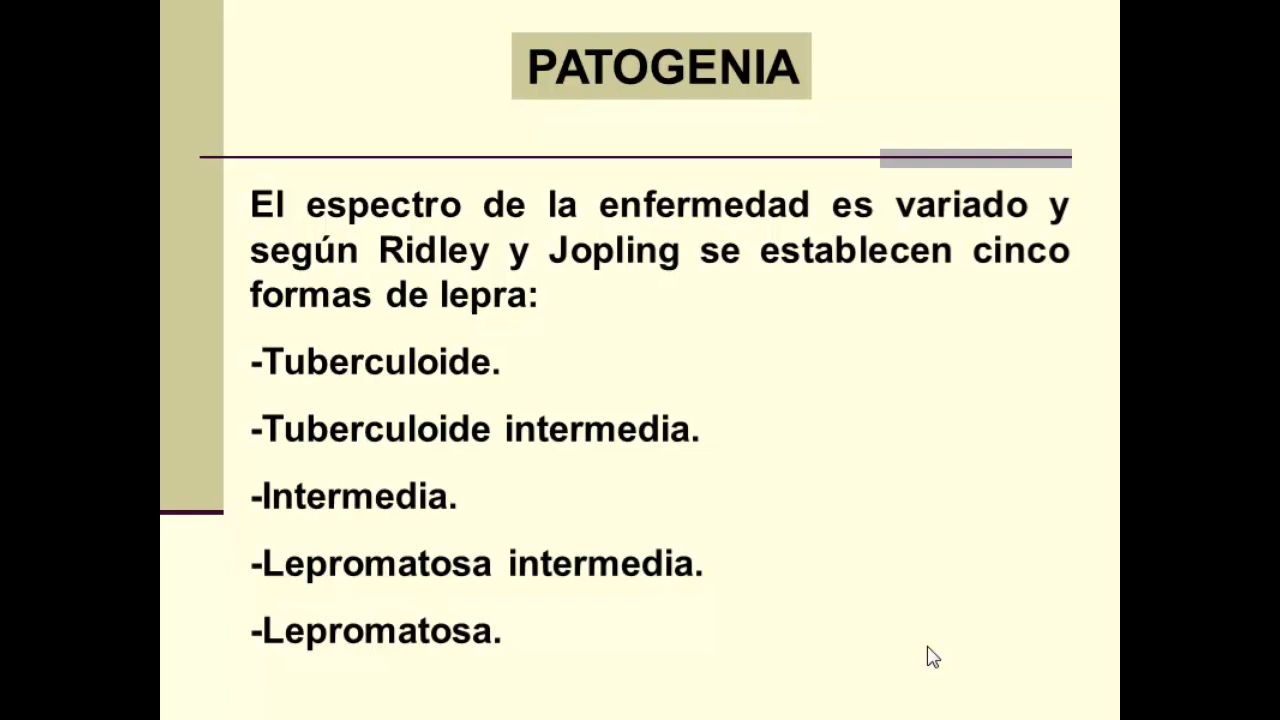 PATOGENIA
El espectro de la enfermedad es variado y
según Ridley y Jopling se establecen cinco
formas de lepra:
-Tuberculoide.
-Tuberculoide intermedia.
-Intermedia.
-Lepromatosa intermedia.
-Lepromatosa.